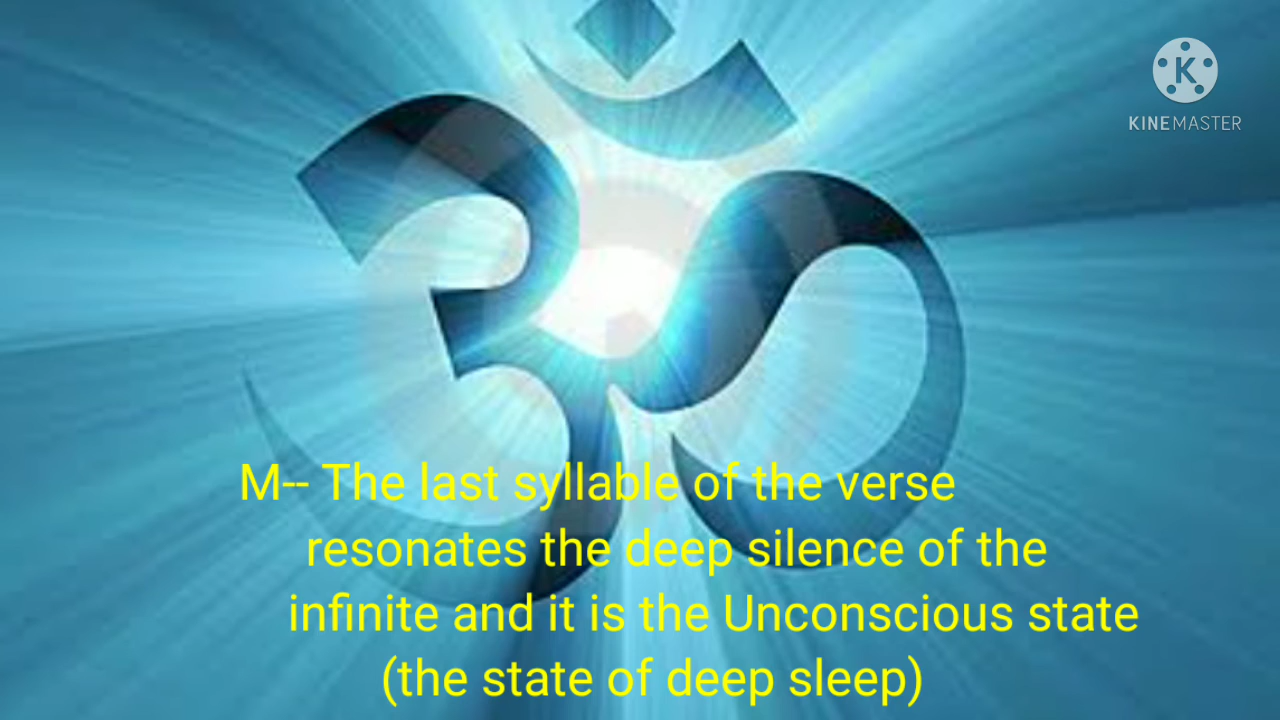 K
KINEMASTER
ॐ
M-- The last syllable of the verse
resonates the deep silence of the
infinite and it is the Unconscious state
(the state of deep sleep)